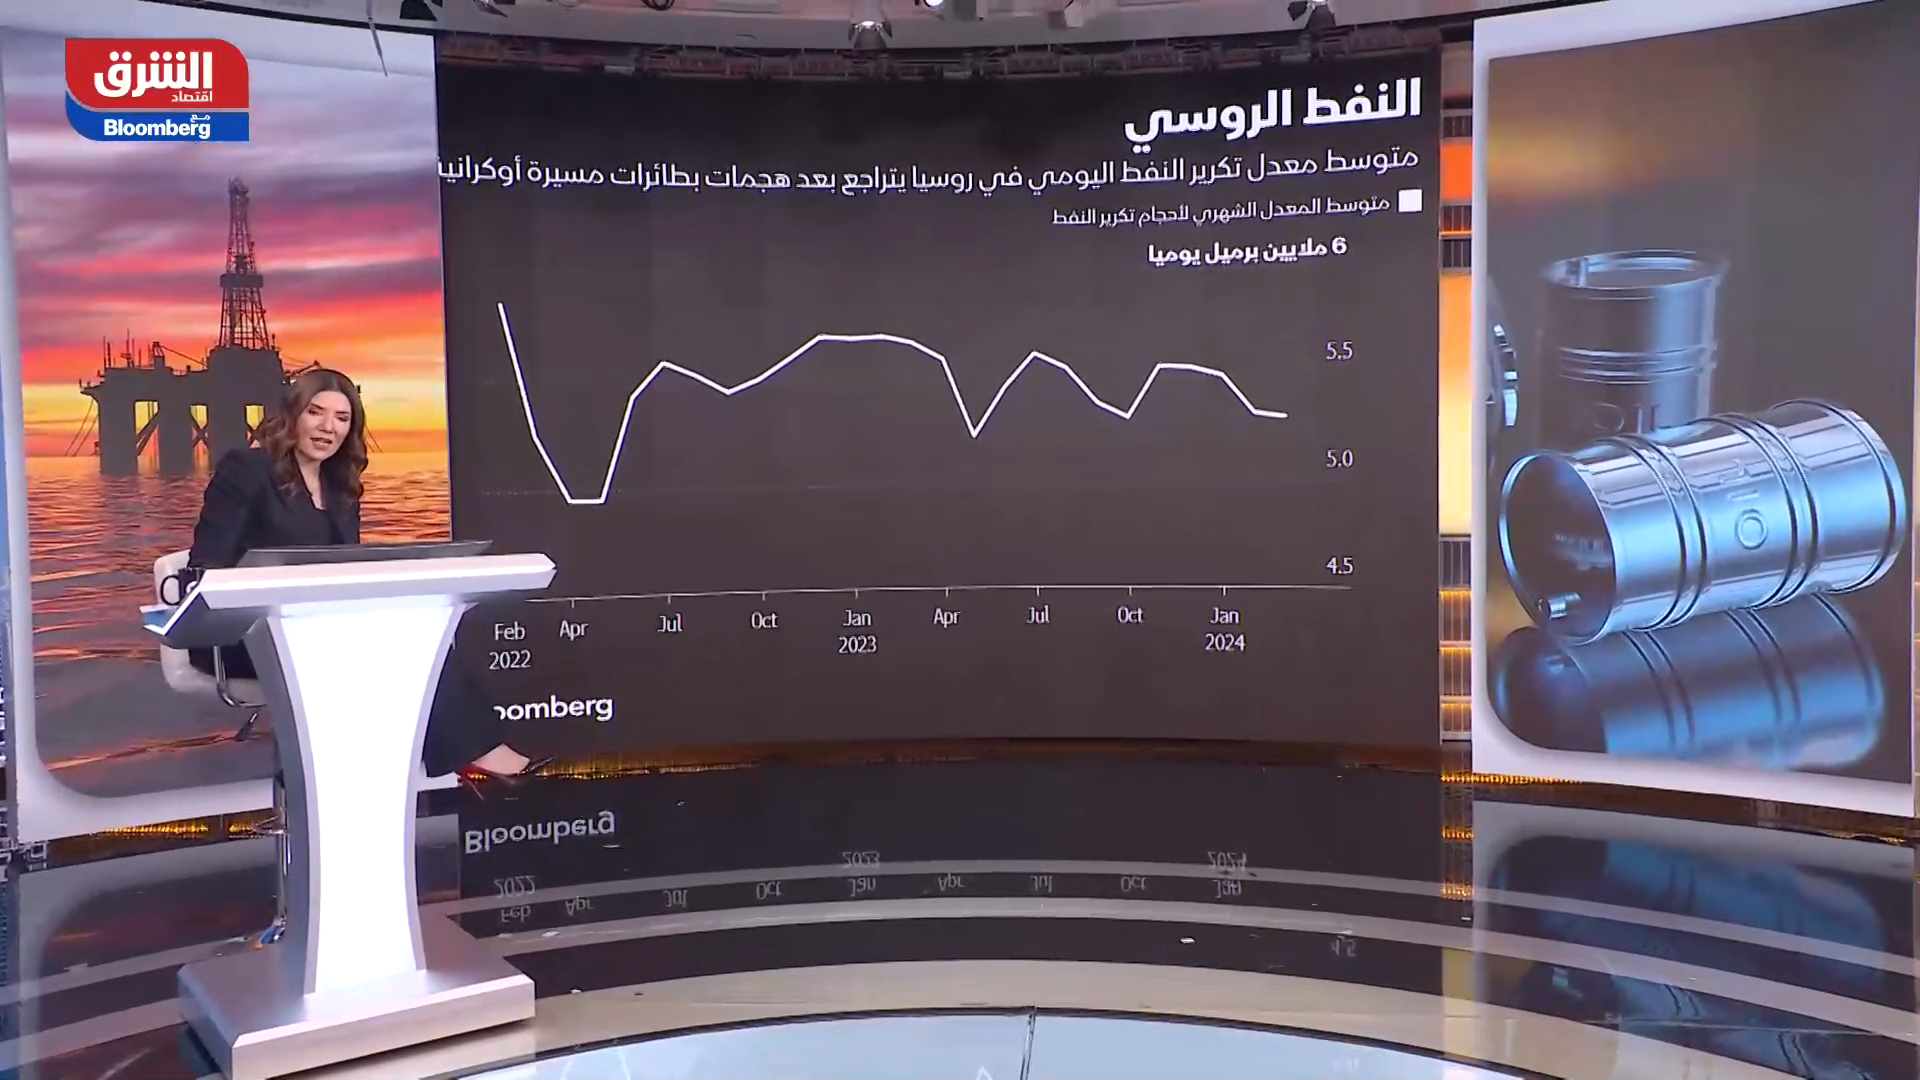 الشرق
اقتصاد
مع
Bloomberg
النفط الروسي
متوسط معدل تكرير النفط اليومي في روسيا يتراجع بعد هجمات بطائرات مسيرة أوكرانية
متوسط المعدل الشهري لأحجام تكرير النفط
6 ملايين برميل يوميا
5.5
5.0
4.5
Feb Apr Jul Oct Jan Apr Jul Oct Jan
2022 2023 2024
oomberg
OIL